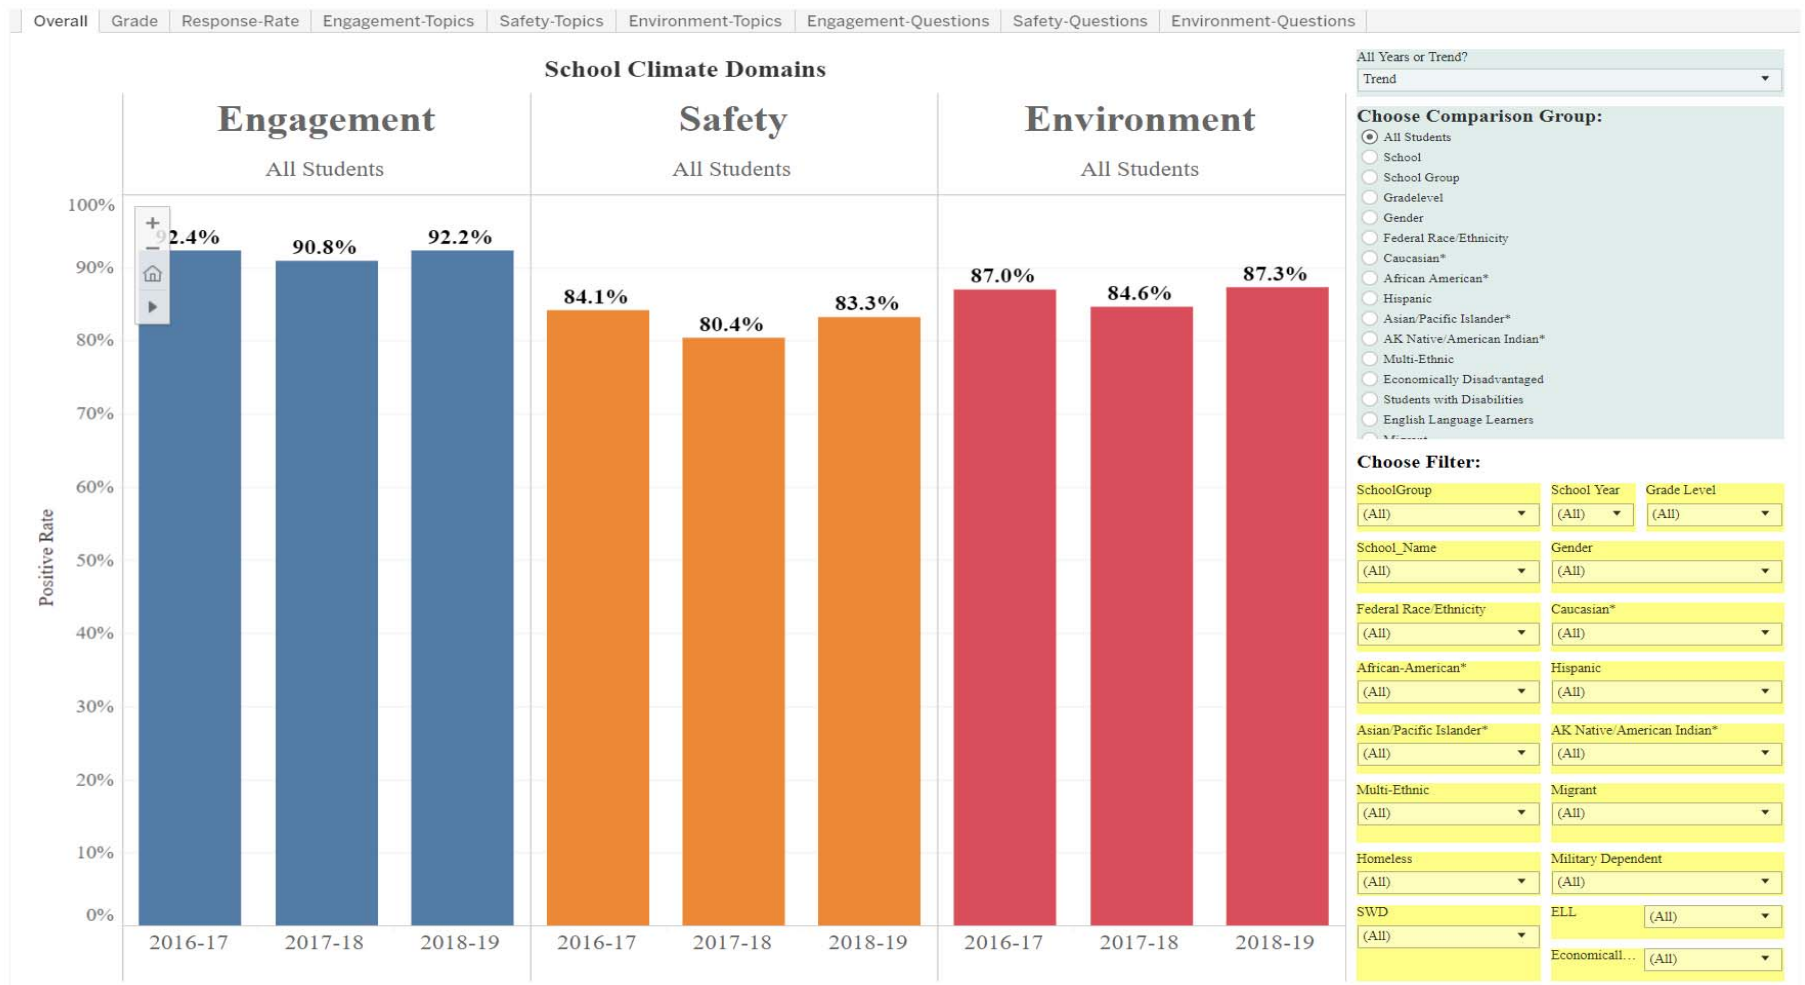 Overall Grade Response-Rate Engagement-Topics Safety-Topics Environment-Topics Engagement-Questions Safety-Questions Environment-Questions
School Climate Domains
Engagement Safety Environment
All Students All Students All Students
100%
90%
80%
70%
60%
50%
40%
30%
20%
10%
0%
Positive Rate
92.4% 90.8% 92.2%
84.1% 80.4% 83.3%
87.0% 84.6% 87.3%
2016-17 2017-18 2018-19 2016-17 2017-18 2018-19 2016-17 2017-18 2018-19
All Years or Trend?
Trend
Choose Comparison Group:
All Students
School
School Group
Gradelevel
Gender
Federal Race/Ethnicity
Caucasian*
African American*
Hispanic
Asian/Pacific Islander*
AK Native/American Indian*
Multi-Ethnic
Economically Disadvantaged
Students with Disabilities
English Language Learners
Choose Filter:
SchoolGroup School Year Grade Level
(All) (All) (All)
School_Name Gender
(All) (All)
Federal Race/Ethnicity Caucasian*
(All) (All)
African-American* Hispanic
(All) (All)
Asian/Pacific Islander* AK Native/American Indian*
(All) (All)
Multi-Ethnic Migrant
(All) (All)
Homeless Military Dependent
(All) (All)
SWD ELL (All)
(All)
Economicall... (All)